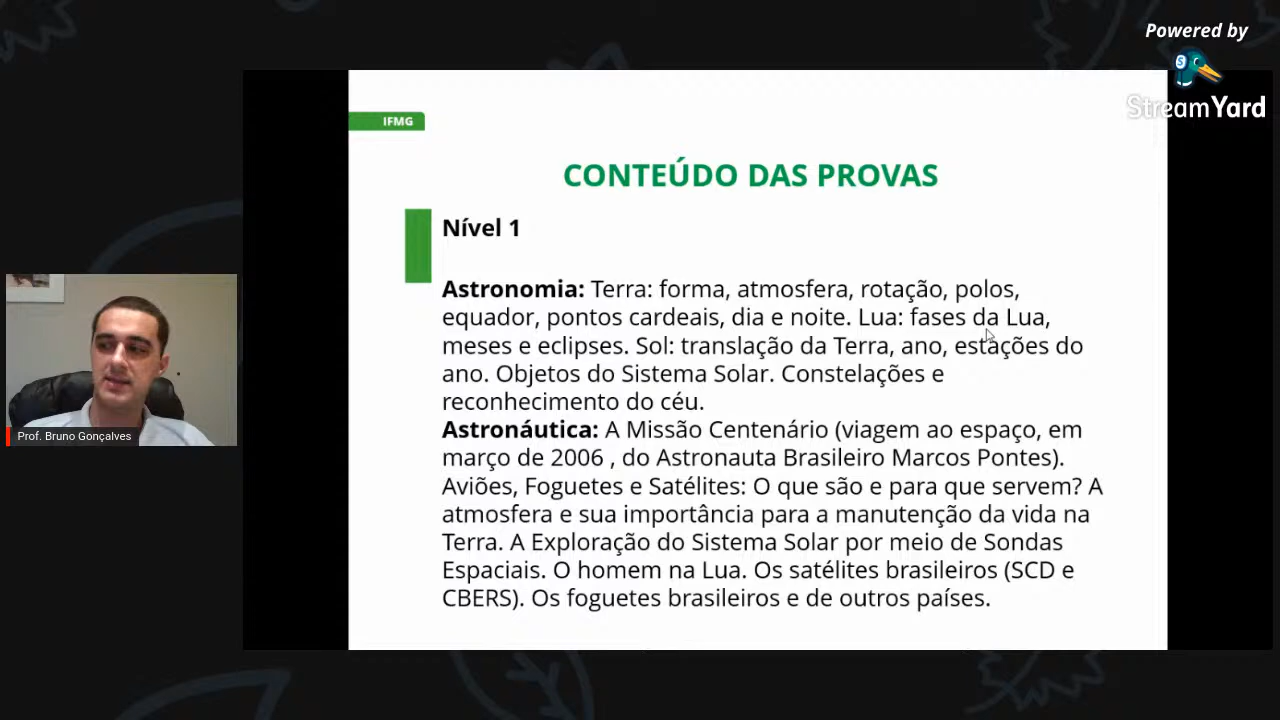 Powered by
StreamYard
IFMG
CONTEÚDO DAS PROVAS
Nível 1
Astronomia: Terra: forma, atmosfera, rotação, polos,
equador, pontos cardeais, dia e noite. Lua: fases da Lua,
meses e eclipses. Sol: translação da Terra, ano, estações do
ano. Objetos do Sistema Solar. Constelações e
reconhecimento do céu.
Astronáutica: A Missão Centenário (viagem ao espaço, em
março de 2006 , do Astronauta Brasileiro Marcos Pontes).
Aviões, Foguetes e Satélites: O que são e para que servem? A
atmosfera e sua importância para a manutenção da vida na
Terra. A Exploração do Sistema Solar por meio de Sondas
Espaciais. O homem na Lua. Os satélites brasileiros (SCD e
CBERS). Os foguetes brasileiros e de outros países.
Prof. Bruno Gonçalves